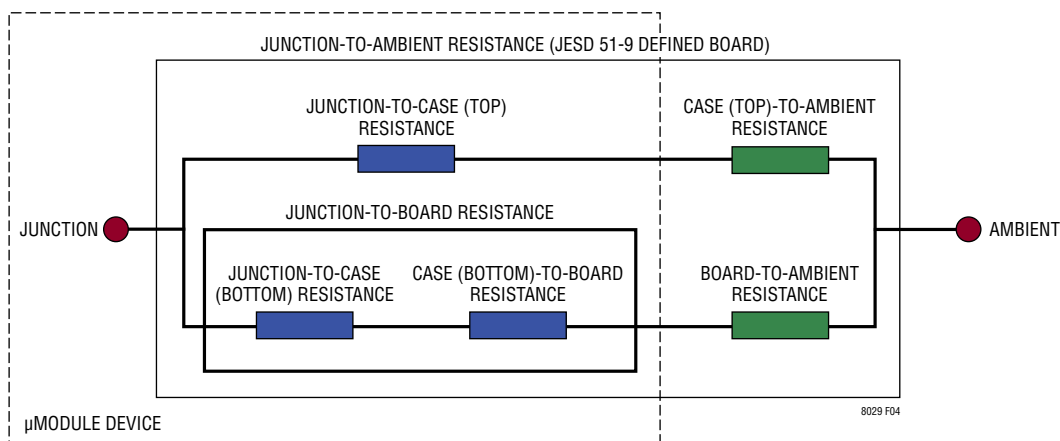 JUNCTION-TO-AMBIENT RESISTANCE (JESD 51-9 DEFINED BOARD)
JUNCTION-TO-CASE (TOP)
RESISTANCE
CASE (TOP)-TO-AMBIENT
RESISTANCE
JUNCTION
JUNCTION-TO-BOARD RESISTANCE
AMBIENT
JUNCTION-TO-CASE
(BOTTOM) RESISTANCE
CASE (BOTTOM)-TO-BOARD
RESISTANCE
BOARD-TO-AMBIENT
RESISTANCE
8029 F04
µMODULE DEVICE